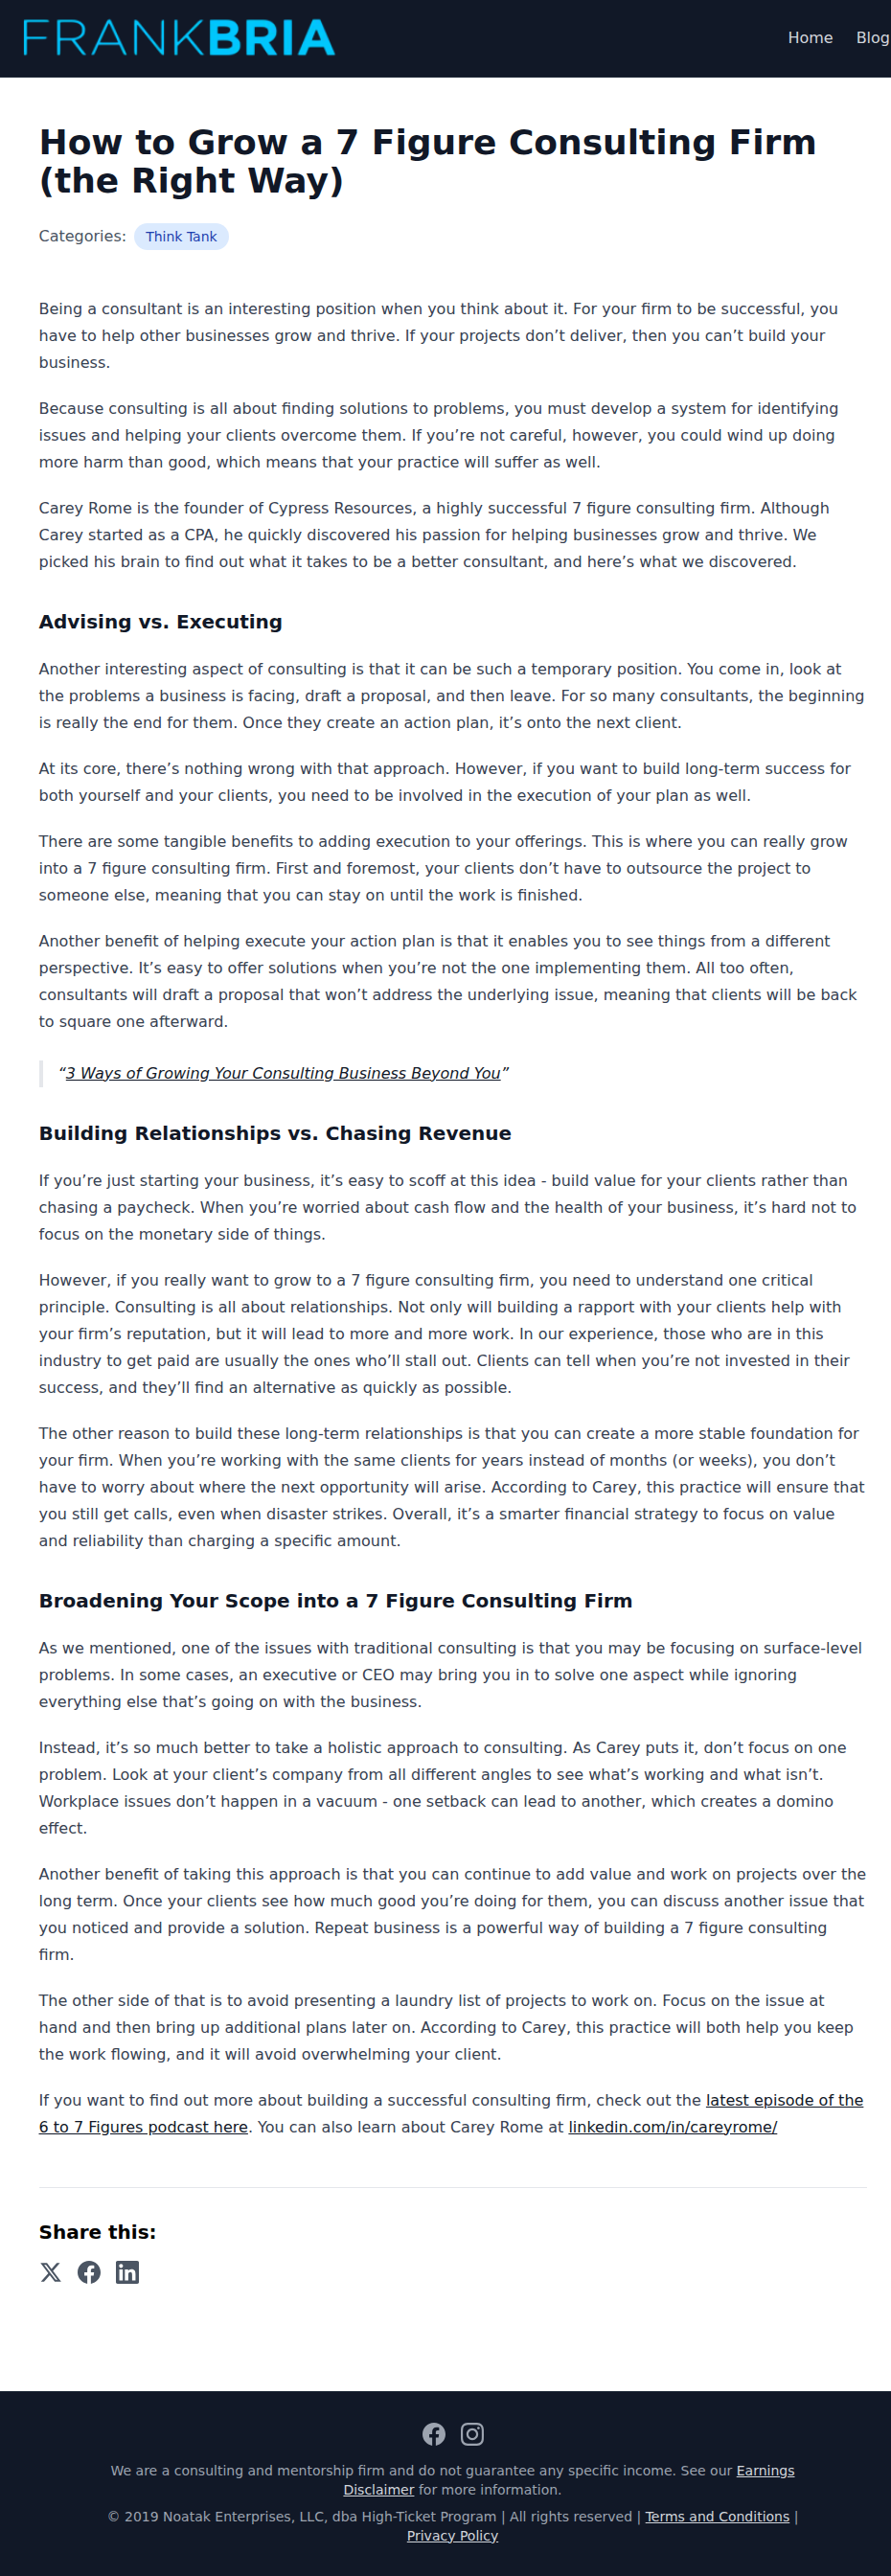 FRANKBRIA
Home Blog
How to Grow a 7 Figure Consulting Firm
(the Right Way)
Categories: Think Tank
Being a consultant is an interesting position when you think about it. For your firm to be successful, you
have to help other businesses grow and thrive. If your projects don’t deliver, then you can’t build your
business.
Because consulting is all about finding solutions to problems, you must develop a system for identifying
issues and helping your clients overcome them. If you’re not careful, however, you could wind up doing
more harm than good, which means that your practice will suffer as well.
Carey Rome is the founder of Cypress Resources, a highly successful 7 figure consulting firm. Although
Carey started as a CPA, he quickly discovered his passion for helping businesses grow and thrive. We
picked his brain to find out what it takes to be a better consultant, and here’s what we discovered.
Advising vs. Executing
Another interesting aspect of consulting is that it can be such a temporary position. You come in, look at
the problems a business is facing, draft a proposal, and then leave. For so many consultants, the beginning
is really the end for them. Once they create an action plan, it’s onto the next client.
At its core, there’s nothing wrong with that approach. However, if you want to build long-term success for
both yourself and your clients, you need to be involved in the execution of your plan as well.
There are some tangible benefits to adding execution to your offerings. This is where you can really grow
into a 7 figure consulting firm. First and foremost, your clients don’t have to outsource the project to
someone else, meaning that you can stay on until the work is finished.
Another benefit of helping execute your action plan is that it enables you to see things from a different
perspective. It’s easy to offer solutions when you’re not the one implementing them. All too often,
consultants will draft a proposal that won’t address the underlying issue, meaning that clients will be back
to square one afterward.
“3 Ways of Growing Your Consulting Business Beyond You”
Building Relationships vs. Chasing Revenue
If you’re just starting your business, it’s easy to scoff at this idea - build value for your clients rather than
chasing a paycheck. When you’re worried about cash flow and the health of your business, it’s hard not to
focus on the monetary side of things.
However, if you really want to grow to a 7 figure consulting firm, you need to understand one critical
principle. Consulting is all about relationships. Not only will building a rapport with your clients help with
your firm’s reputation, but it will lead to more and more work. In our experience, those who are in this
industry to get paid are usually the ones who’ll stall out. Clients can tell when you’re not invested in their
success, and they’ll find an alternative as quickly as possible.
The other reason to build these long-term relationships is that you can create a more stable foundation for
your firm. When you’re working with the same clients for years instead of months (or weeks), you don’t
have to worry about where the next opportunity will arise. According to Carey, this practice will ensure that
you still get calls, even when disaster strikes. Overall, it’s a smarter financial strategy to focus on value
and reliability than charging a specific amount.
Broadening Your Scope into a 7 Figure Consulting Firm
As we mentioned, one of the issues with traditional consulting is that you may be focusing on surface-level
problems. In some cases, an executive or CEO may bring you in to solve one aspect while ignoring
everything else that’s going on with the business.
Instead, it’s so much better to take a holistic approach to consulting. As Carey puts it, don’t focus on one
problem. Look at your client’s company from all different angles to see what’s working and what isn’t.
Workplace issues don’t happen in a vacuum - one setback can lead to another, which creates a domino
effect.
Another benefit of taking this approach is that you can continue to add value and work on projects over the
long term. Once your clients see how much good you’re doing for them, you can discuss another issue that
you noticed and provide a solution. Repeat business is a powerful way of building a 7 figure consulting
firm.
The other side of that is to avoid presenting a laundry list of projects to work on. Focus on the issue at
hand and then bring up additional plans later on. According to Carey, this practice will both help you keep
the work flowing, and it will avoid overwhelming your client.
If you want to find out more about building a successful consulting firm, check out the latest episode of the
6 to 7 Figures podcast here. You can also learn about Carey Rome at linkedin.com/in/careyrome/
Share this:
We are a consulting and mentorship firm and do not guarantee any specific income. See our Earnings
Disclaimer for more information.
© 2019 Noatak Enterprises, LLC, dba High-Ticket Program | All rights reserved | Terms and Conditions |
Privacy Policy